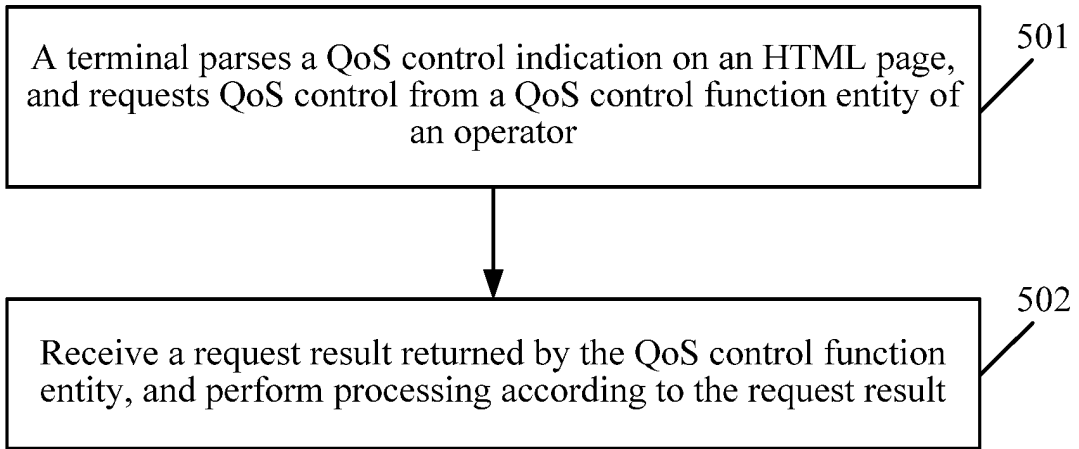 501
A terminal parses a QoS control indication on an HTML page,
and requests QoS control from a QoS control function entity of
an operator
502
Receive a request result returned by the QoS control function
entity, and perform processing according to the request result